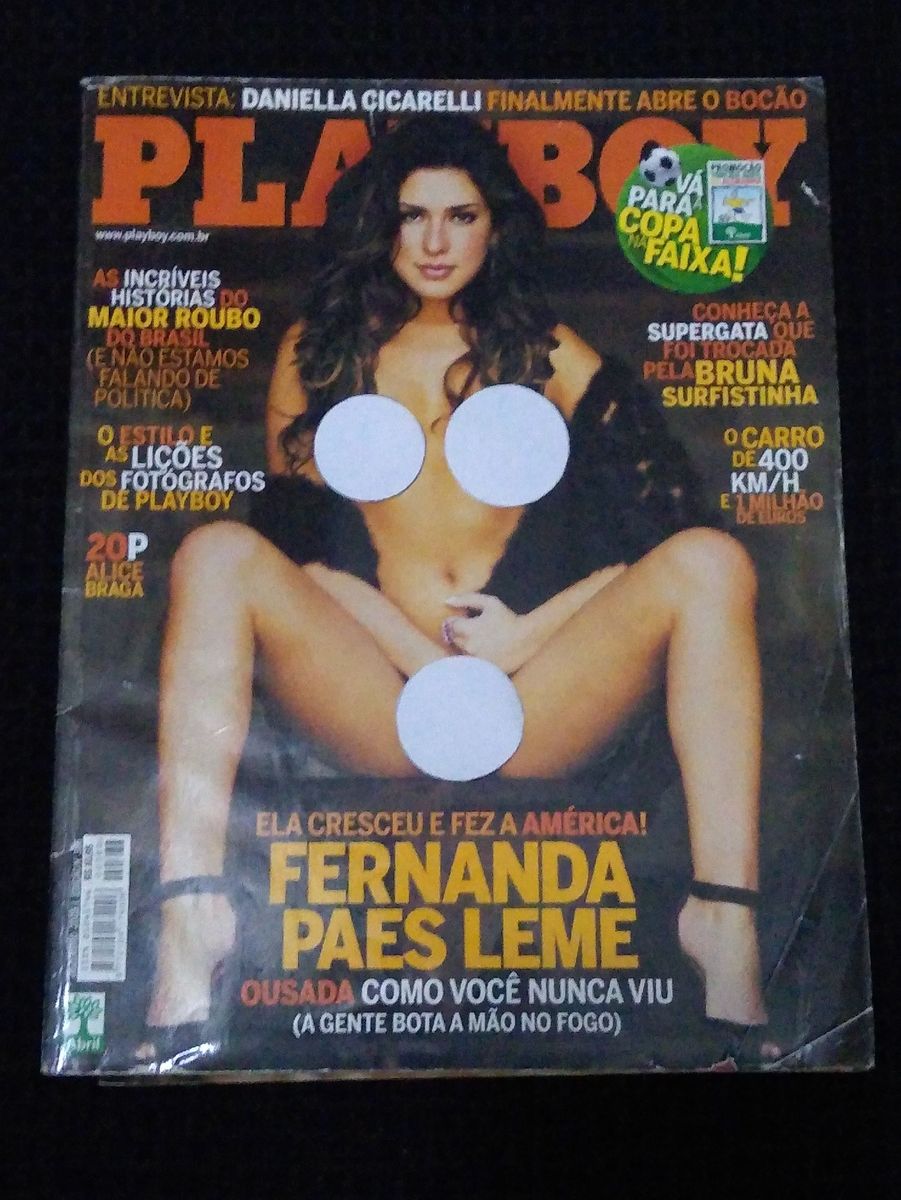 ENTREVISTA: DANIELLA CICARELLI FINALMENTE ABRE O BOCÃO
PLAYBOY
www.playboy.com.br
VÁ
PARA A
COPA
NA
FAIXA!
PROMOÇÃO
AS INCRÍVEIS
HISTÓRIAS DO
MAIOR ROUBO
DO BRASIL
(E NÃO ESTAMOS
FALANDO DE
POLÍTICA)
CONHEÇA A
SUPERGATA QUE
FOI TROCADA
PELA BRUNA
SURFISTINHA
O ESTILO E
AS LIÇÕES
DOS FOTÓGRAFOS
DE PLAYBOY
O CARRO
DE 400
KM/H
E 1 MILHÃO
DE EUROS
20P
ALICE
BRAGA
ELA CRESCEU E FEZ A AMÉRICA!
FERNANDA
PAES LEME
OUSADA COMO VOCÊ NUNCA VIU
(A GENTE BOTA A MÃO NO FOGO)
Abril